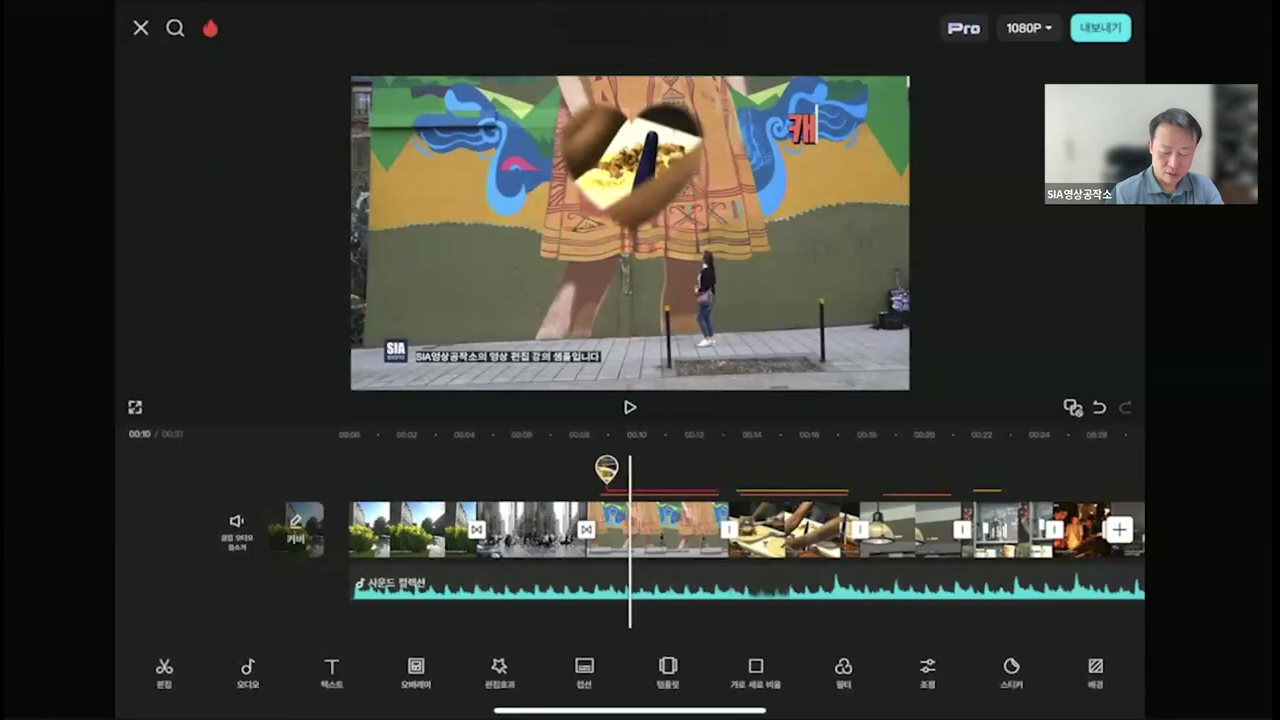 Pro
1080P
내보내기
캐
SIA영상공작소
SIA
SIA영상공작소의 영상 편집 강의 샘플입니다
00:10 / 00:31
00:00
00:02
00:04
00:06
00:08
00:10
00:12
00:14
00:16
00:18
00:20
00:22
00:24
00:26
클립 오디오
음소거
커버
사운드 컬렉션
편집
오디오
텍스트
오버레이
편집효과
캡션
템플릿
가로 세로 비율
필터
조정
스티커
배경